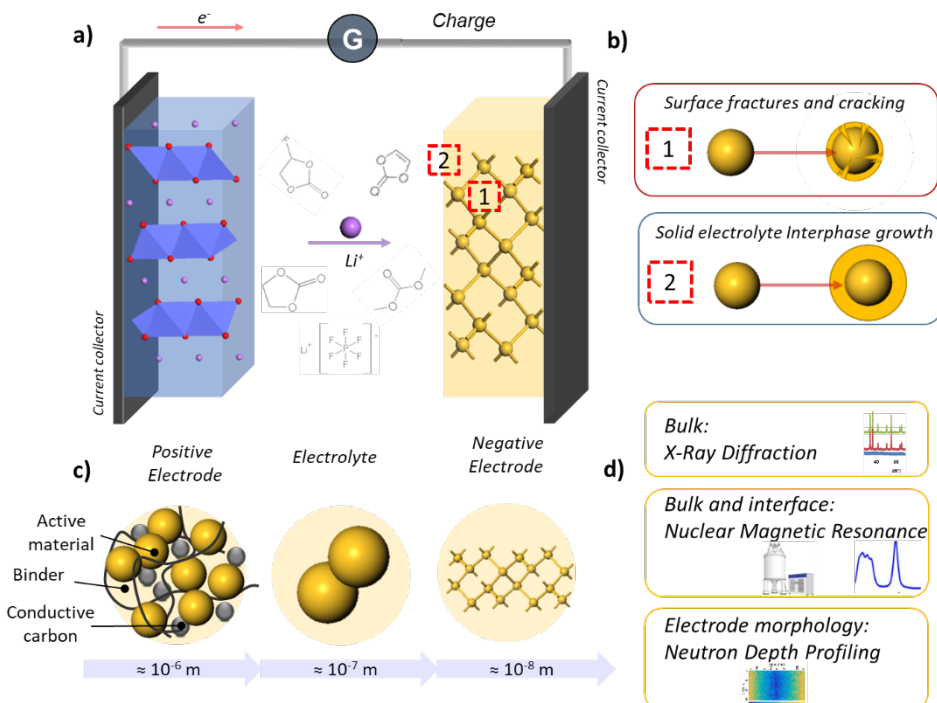 a)
e-
Charge
G
Current collector
Current collector
F
O
O
O
O
O
O
2
1
Li⁺
O
O
O
O
O
O
Li⁺
F
F
F
P
F
F
F
-
Positive
Electrode
Electrolyte
Negative
Electrode
b)
Surface fractures and cracking
1
Solid electrolyte Interphase growth
2
c)
Active
material
Binder
Conductive
carbon
≈ 10⁻⁶ m
≈ 10⁻⁷ m
≈ 10⁻⁸ m
d)
Bulk:
X-Ray Diffraction
40
Bulk and interface:
Nuclear Magnetic Resonance
Electrode morphology:
Neutron Depth Profiling